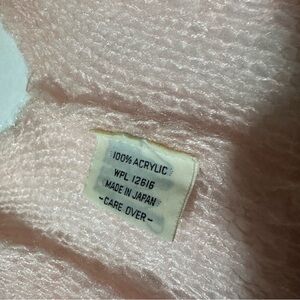 100% ACRYLIC
WPL 12616
MADE IN JAPAN
-CARE OVER-